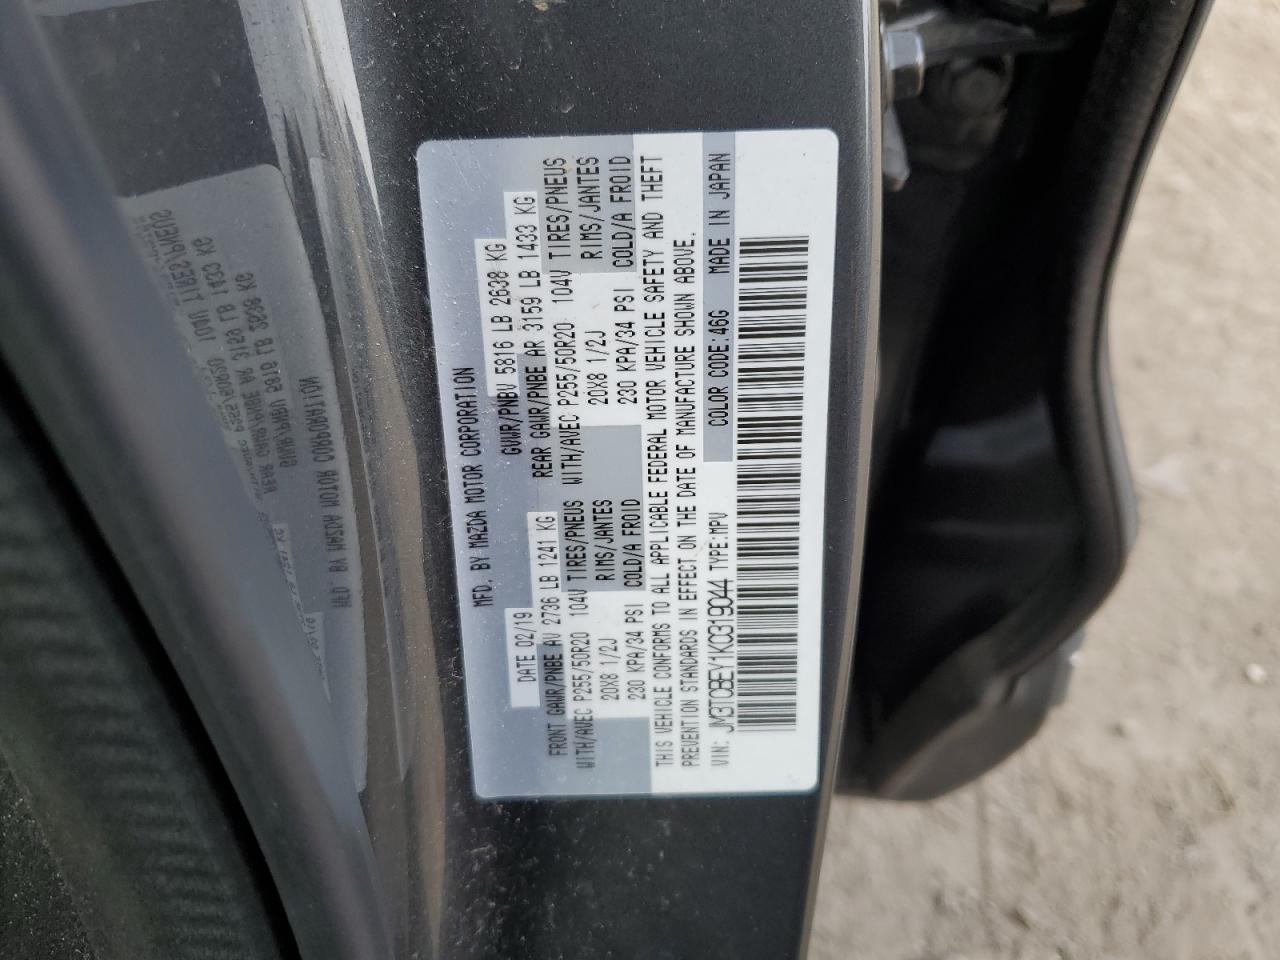 MFD. BY MAZDA MOTOR CORPORATION
DATE 02/19 GVWR/PNBV 5816 LB 2638 KG
FRONT GAWR/PNBE AV 2736 LB 1241 KG REAR GAWR/PNBE AR 3159 LB 1433 KG
WITH/AVEC P255/50R20 104V TIRES/PNEUS WITH/AVEC P255/50R20 104V TIRES/PNEUS
20X8 1/2J RIMS/JANTES 20X8 1/2J RIMS/JANTES
230 KPA/34 PSI COLD/A FROID 230 KPA/34 PSI COLD/A FROID
THIS VEHICLE CONFORMS TO ALL APPLICABLE FEDERAL MOTOR VEHICLE SAFETY AND THEFT
PREVENTION STANDARDS IN EFFECT ON THE DATE OF MANUFACTURE SHOWN ABOVE.
VIN: JM3TCBEY1KC0319044 TYPE:MPV COLOR CODE:46G MADE IN JAPAN